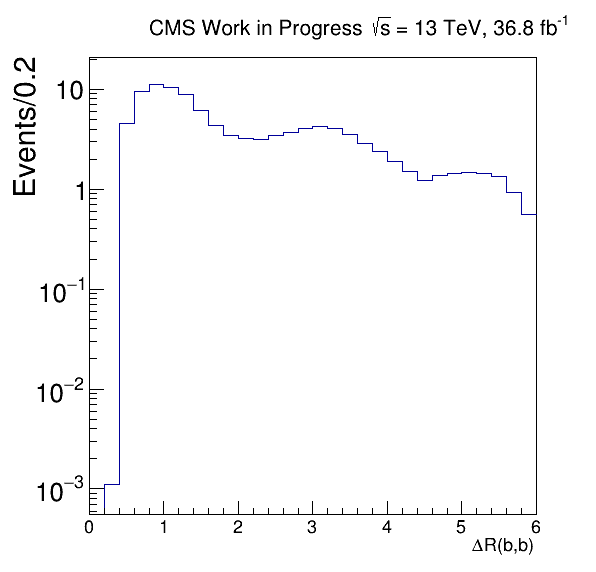 CMS Work in Progress √s = 13 TeV, 36.8 fb⁻¹
Events/0.2
10
1
10⁻¹
10⁻²
10⁻³
0 1 2 3 4 5 6
ΔR(b,b)